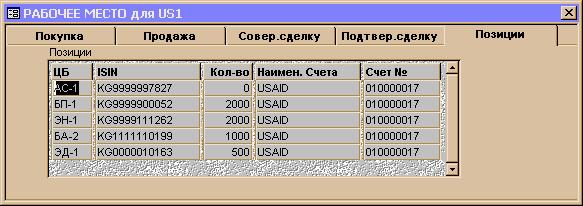 РАБОЧЕЕ МЕСТО для US1
Покупка Продажа Совер.сделку Подтвер.сделку Позиции
Позиции
ЦБ ISIN Кол-во Наимен. Счета Счет №
АС-1 KG9999997827 0 USAID 010000017
БП-1 KG9999900052 2000 USAID 010000017
ЭН-1 KG9999111262 2000 USAID 010000017
БА-2 KG1111110199 1000 USAID 010000017
ЭД-1 KG0000010163 500 USAID 010000017